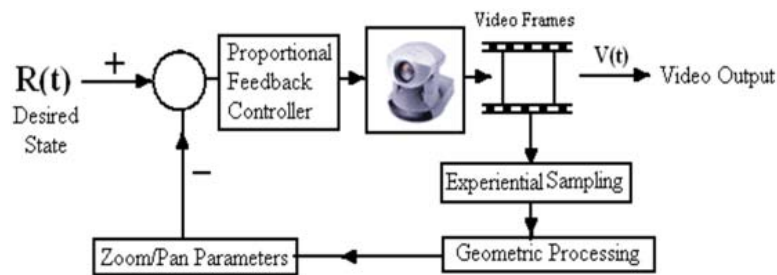 Video Frames
+
R(t)
Desired
State
Proportional
Feedback
Controller
V(t)
Video Output
−
Experiential Sampling
Zoom/Pan Parameters
Geometric Processing